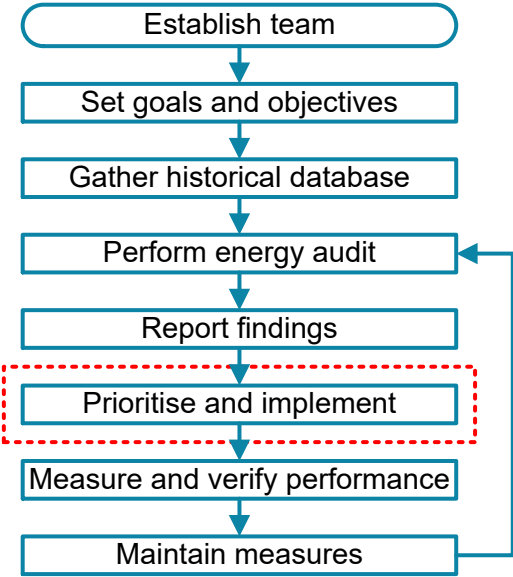 Establish team
Set goals and objectives
Gather historical database
Perform energy audit
Report findings
Prioritise and implement
Measure and verify performance
Maintain measures